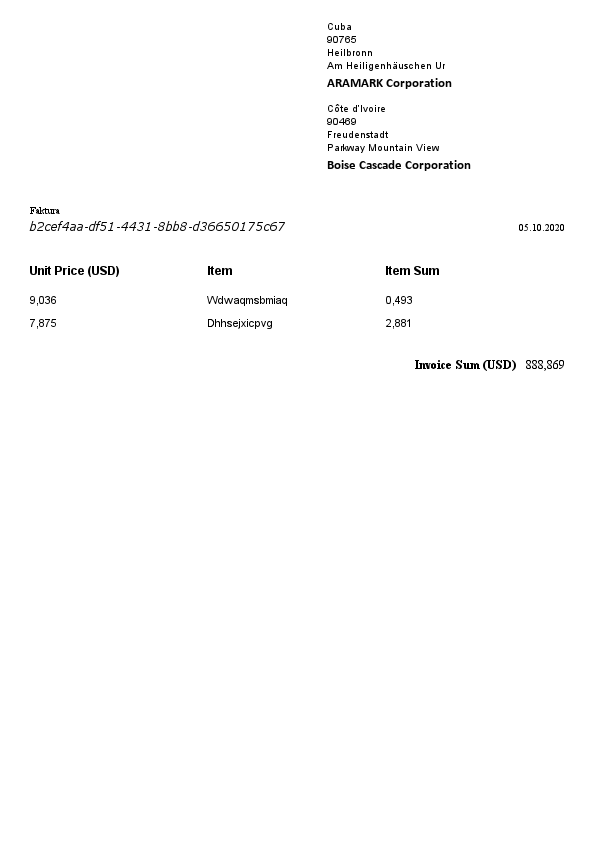 Cuba
90765
Heilbronn
Am Heiligenhäuschen Ur
ARAMARK Corporation
Côte d'Ivoire
90469
Freudenstadt
Parkway Mountain View
Boise Cascade Corporation
Faktura
b2cef4aa-df51-4431-8bb8-d36650175c67 05.10.2020
Unit Price (USD) Item Item Sum
9,036 Wdwaqmsbmiaq 0,493
7,875 Dhhsejxicpvg 2,881
Invoice Sum (USD) 888,869